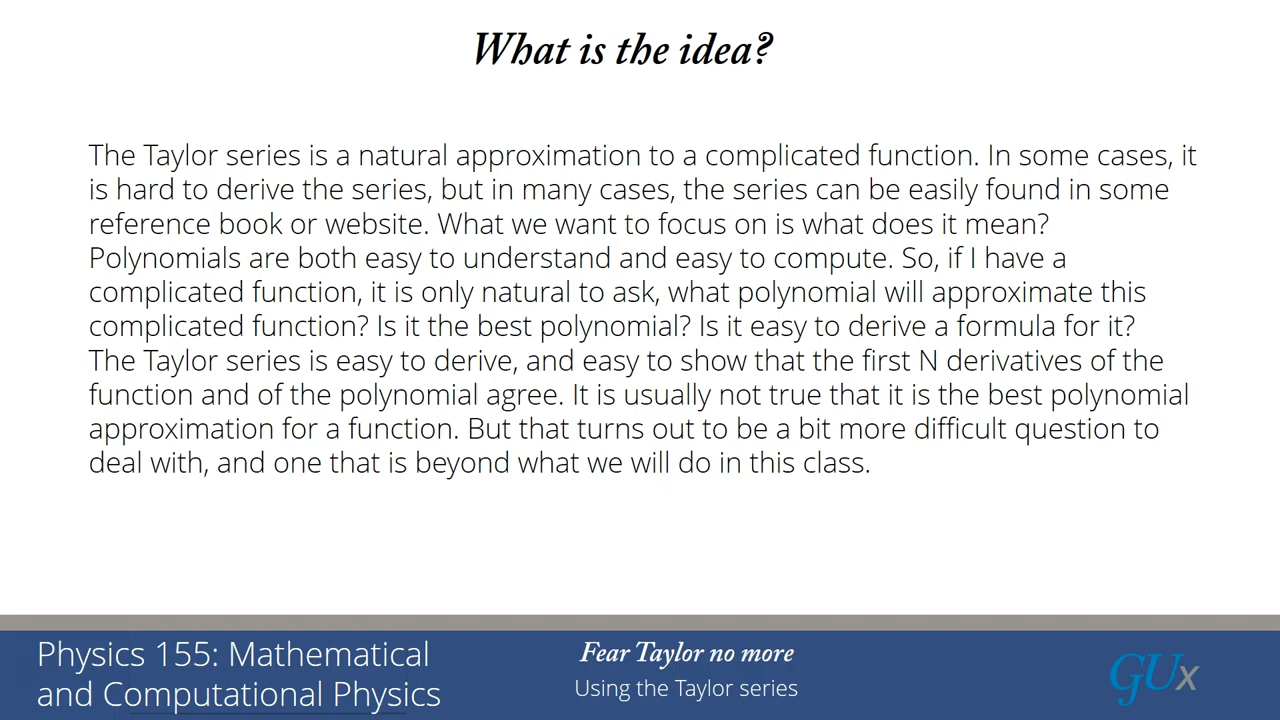 What is the idea?
The Taylor series is a natural approximation to a complicated function. In some cases, it
is hard to derive the series, but in many cases, the series can be easily found in some
reference book or website. What we want to focus on is what does it mean?
Polynomials are both easy to understand and easy to compute. So, if I have a
complicated function, it is only natural to ask, what polynomial will approximate this
complicated function? Is it the best polynomial? Is it easy to derive a formula for it?
The Taylor series is easy to derive, and easy to show that the first N derivatives of the
function and of the polynomial agree. It is usually not true that it is the best polynomial
approximation for a function. But that turns out to be a bit more difficult question to
deal with, and one that is beyond what we will do in this class.
Physics 155: Mathematical
and Computational Physics
Fear Taylor no more
Using the Taylor series
GUx